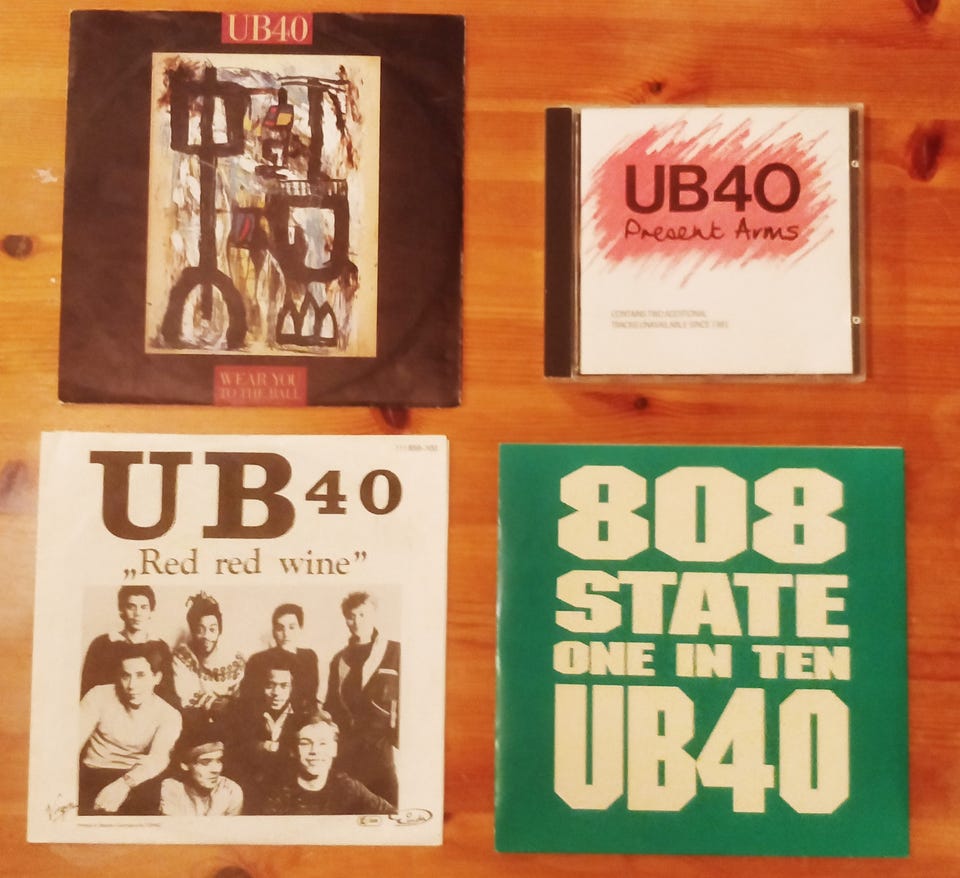 UB40
WEAR YOU
TO THE BALL
UB40
Present Arms
CONTAINS TWO ADDITIONAL
TRACKS UNAVAILABLE SINCE 1981
UB40
„Red red wine”
Virgin
808
STATE
ONE IN TEN
UB40